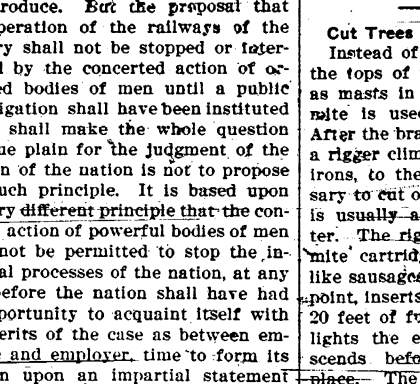 roduce. But the proposal that
peration of the railways of the
ry shall not be stopped or inter-
d by the concerted action of or-
ed bodies of men until a public
igation shall have been instituted
shall make the whole question
ue plain for the judgment of the
n of the nation is not to propose
uch principle. It is based upon
ry different principle that the con-
action of powerful bodies of men
not be permitted to stop the in-
al processes of the nation, at any
before the nation shall have had
portunity to acquaint itself with
erits of the case as between em-
e and employer, time to form its
n upon an impartial statement
Cut Trees
Instead of
the tops of
as masts in
mite is use
After the bra
a rigger clim
irons, to the
sary to cut o
is usually a
ter. The rig
mite cartrid
like sausage
point, inserts
20 feet of fu
lights the e
scends befo
place. The